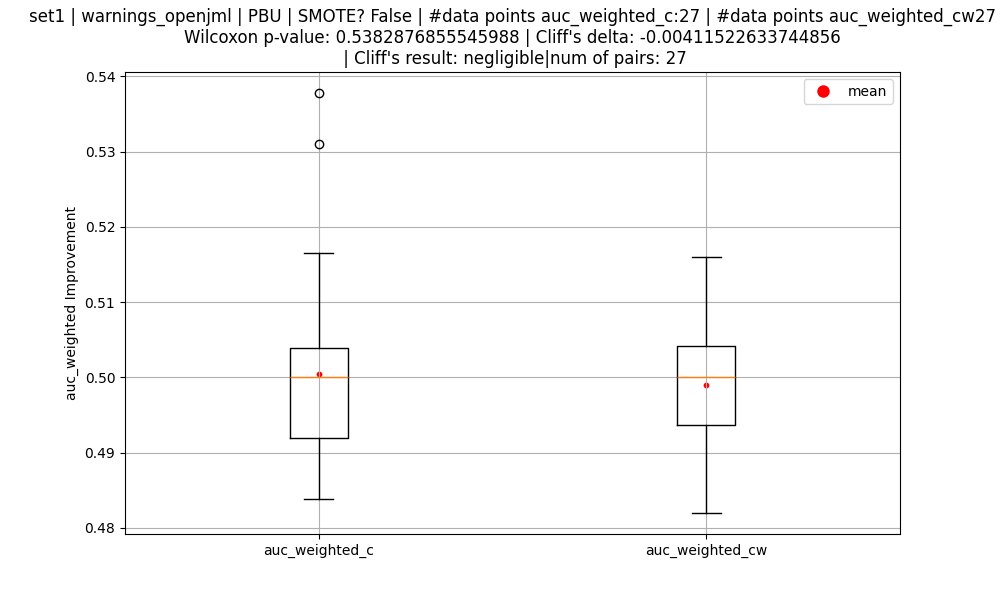 set1 | warnings_openjml | PBU | SMOTE? False | #data points auc_weighted_c:27 | #data points auc_weighted_cw27
Wilcoxon p-value: 0.5382876855545988 | Cliff's delta: -0.00411522633744856
| Cliff's result: negligible|num of pairs: 27
mean
0.54
0.53
0.52
0.51
0.50
0.49
0.48
auc_weighted Improvement
auc_weighted_c
auc_weighted_cw